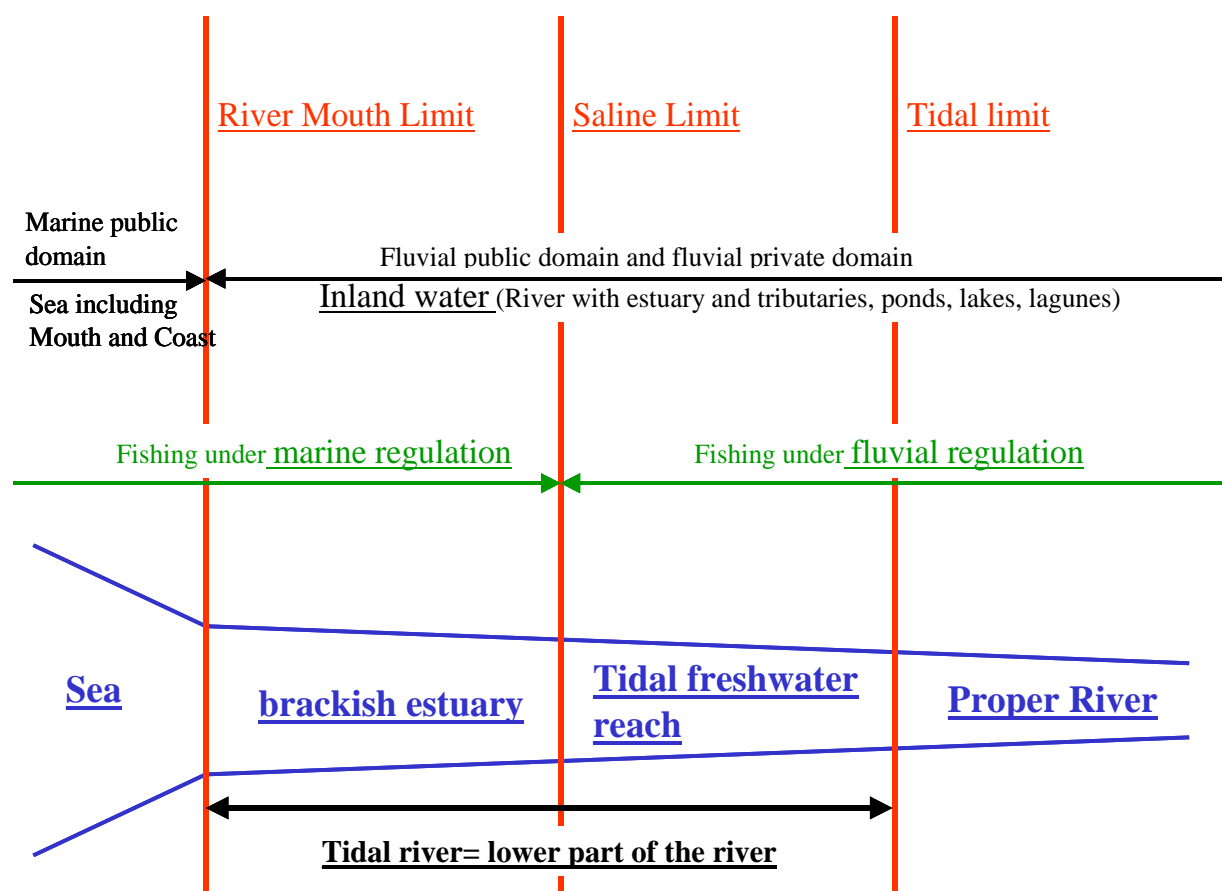 River Mouth Limit
Saline Limit
Tidal limit
Marine public
domain
Fluvial public domain and fluvial private domain
Sea including
Mouth and Coast
Inland water (River with estuary and tributaries, ponds, lakes, lagunes)
Fishing under marine regulation
Fishing under fluvial regulation
Sea
brackish estuary
Tidal freshwater
reach
Proper River
Tidal river= lower part of the river